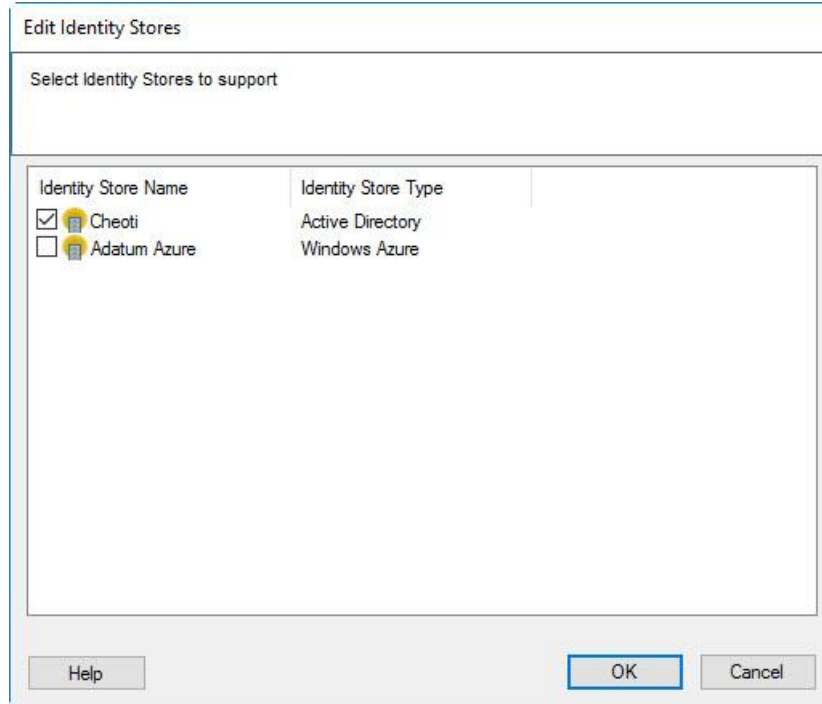 Edit Identity Stores
Select Identity Stores to support
Identity Store Name Identity Store Type
Cheoti Active Directory
Adatum Azure Windows Azure
Help OK Cancel